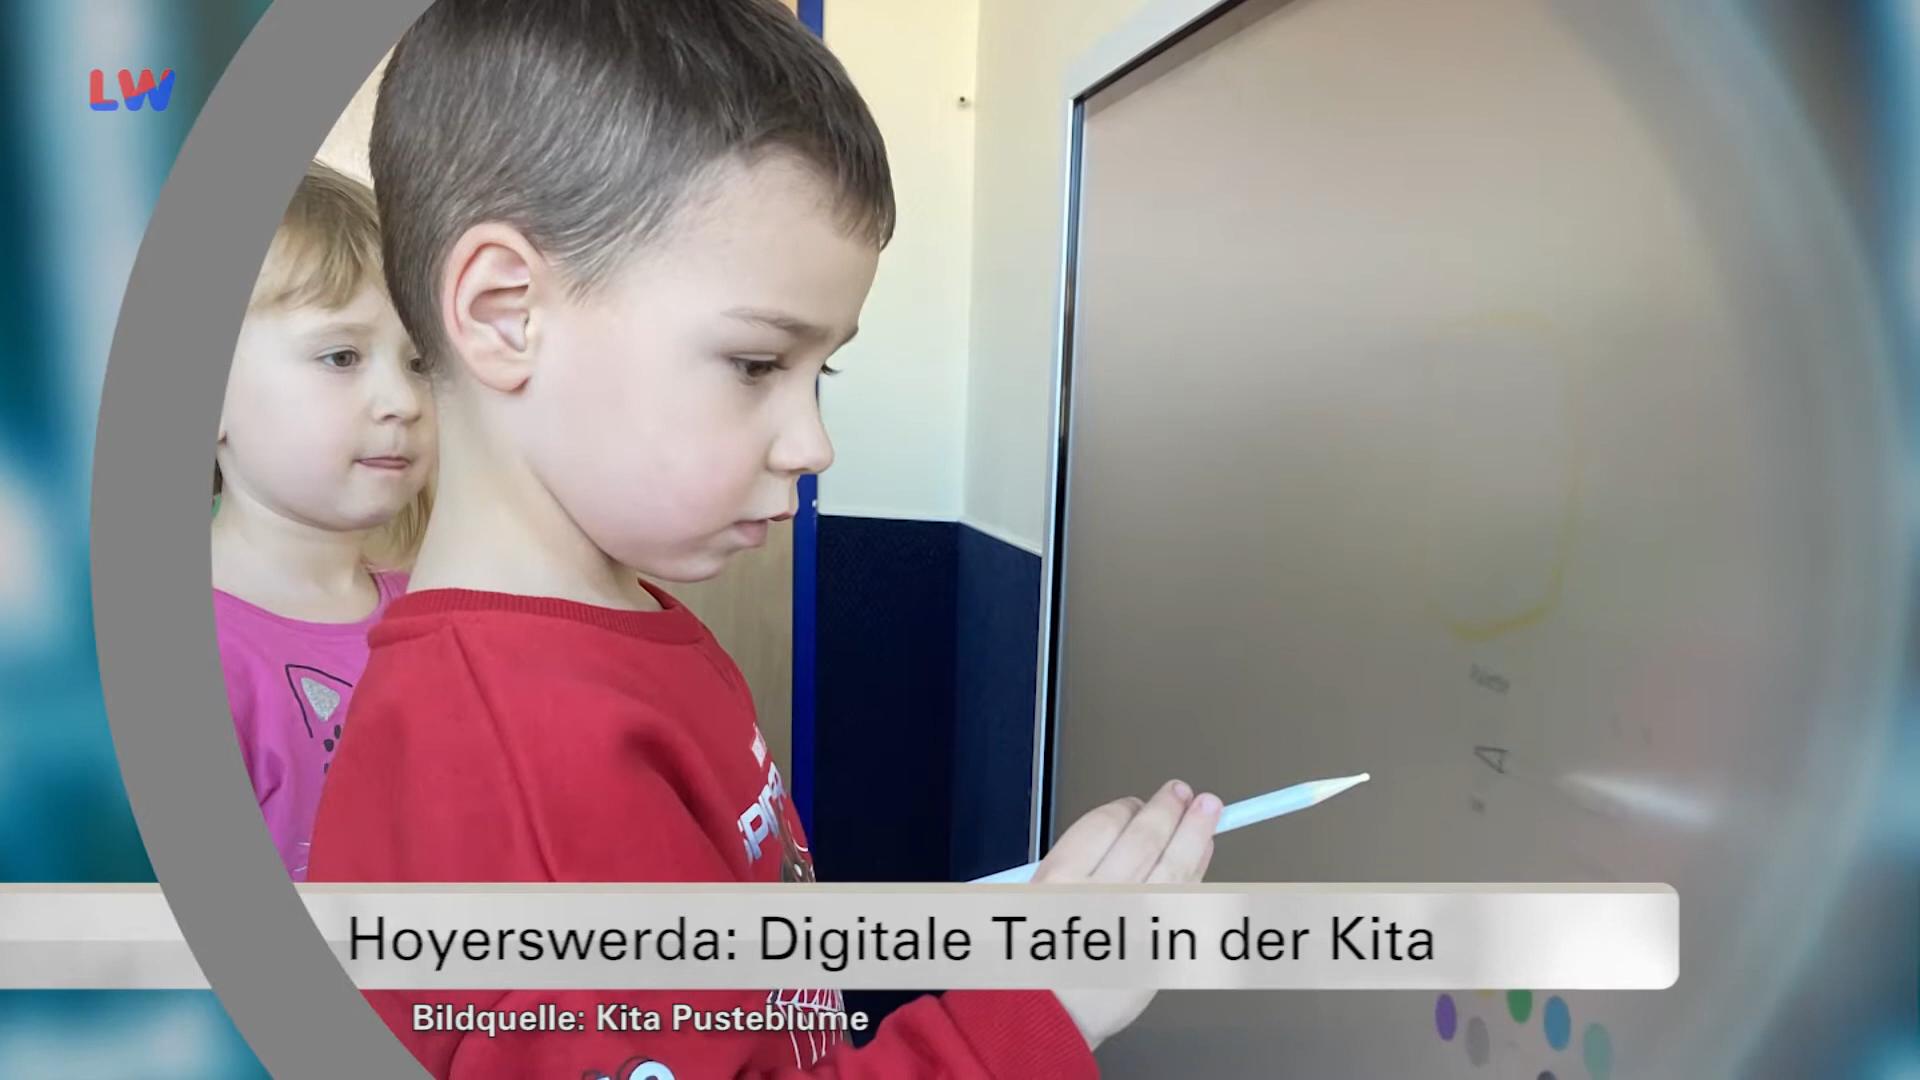 LW
Hoyerswerda: Digitale Tafel in der Kita
Bildquelle: Kita Pusteblume